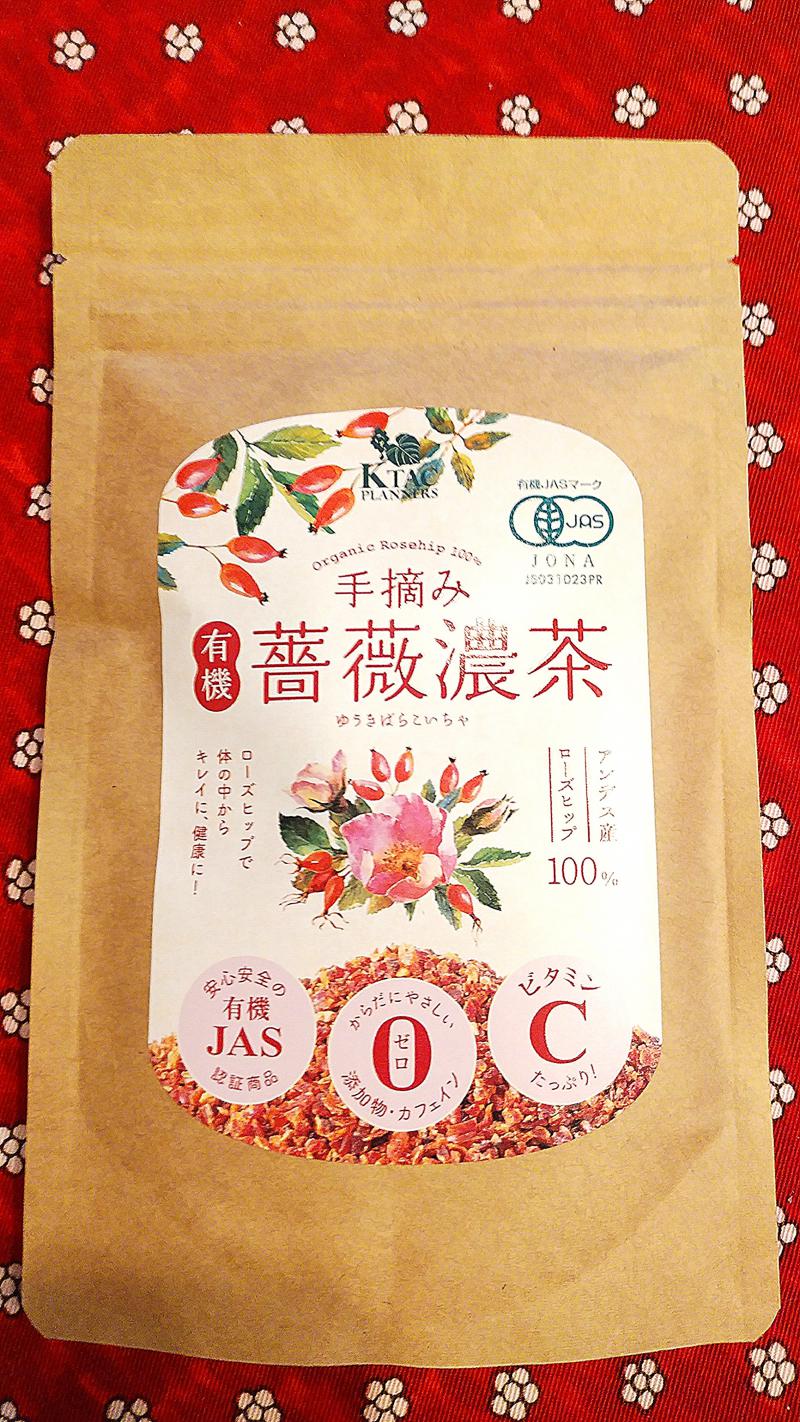 KTAC
PLANNERS
有機JASマーク
JAS
JONA
JS031023PR
Organic Rosehip 100%
手摘み
有機
薔薇濃茶
ゆうきばらこいちゃ
アンデス産
ローズヒップ
100%
ローズヒップで
体の中から
キレイに、健康に!
安心安全の
有機
JAS
認証商品
からだにやさしい
0
ゼロ
添加物・カフェイン
ビタミン
C
たっぷり!